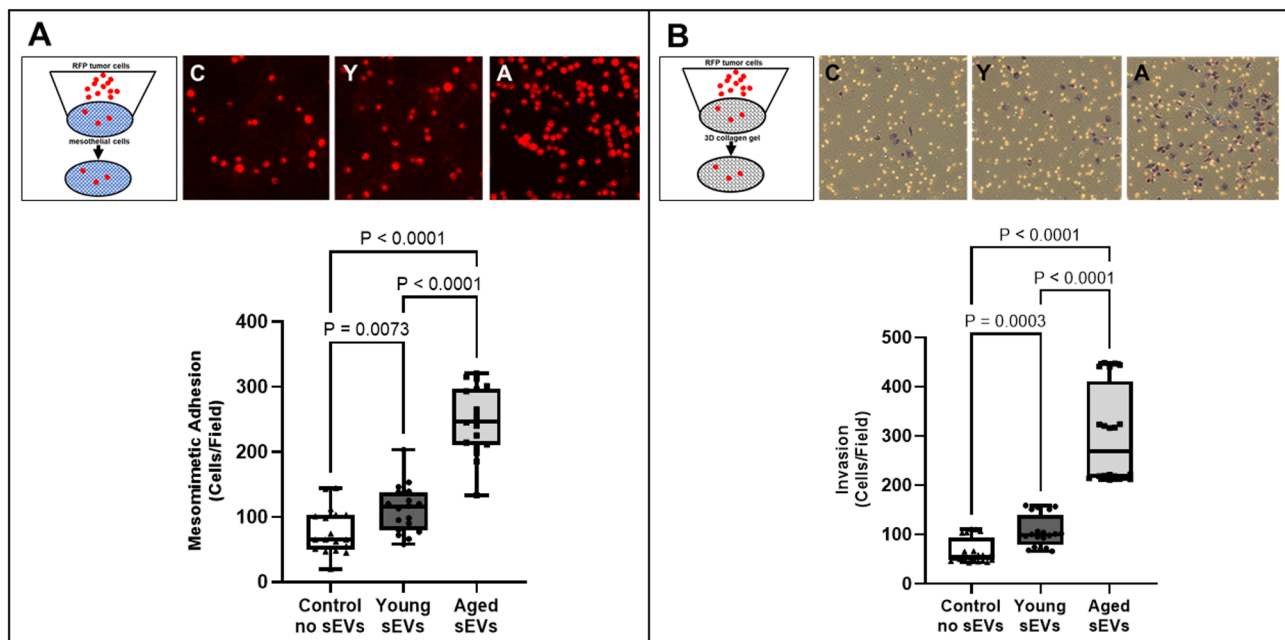 A
RFP tumor cells
mesothelial cells
C
Y
A
P < 0.0001
P < 0.0001
P = 0.0073
Mesomimetic Adhesion
(Cells/Field)
400
300
200
100
0
Control
no sEVs
Young
sEVs
Aged
sEVs
B
RFP tumor cells
3D collagen gel
C
Y
A
P < 0.0001
P < 0.0001
P = 0.0003
Invasion
(Cells/Field)
500
400
300
200
100
0
Control
no sEVs
Young
sEVs
Aged
sEVs